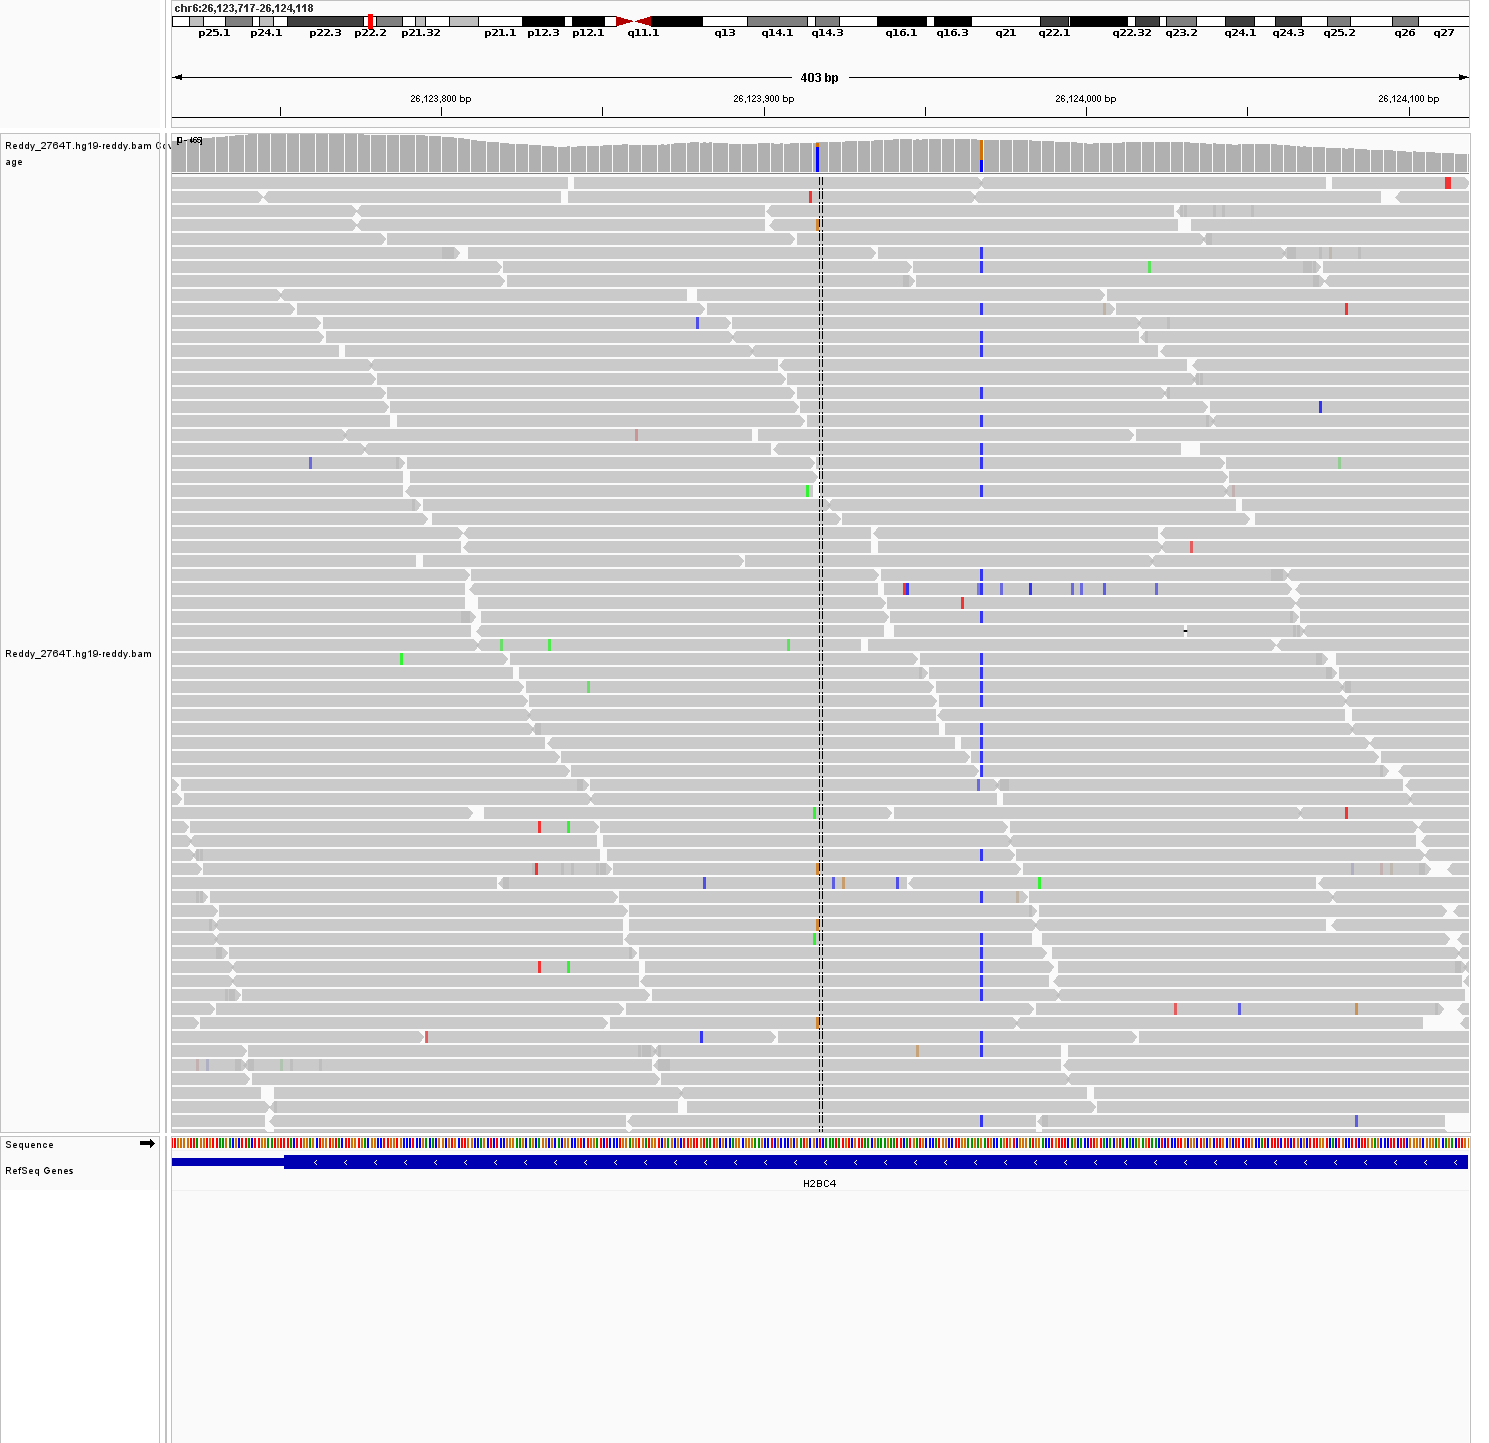 chr6:26,123,717-26,124,118
p25.1 p24.1 p22.3 p22.2 p21.32 p21.1 p12.3 p12.1 q11.1 q13 q14.1 q14.3 q16.1 q16.3 q21 q22.1 q22.32 q23.2 q24.1 q24.3 q25.2 q26 q27
403 bp
26,123,800 bp 26,123,900 bp 26,124,000 bp 26,124,100 bp
Reddy_2764T.hg19-reddy.bam Cov
age
Reddy_2764T.hg19-reddy.bam
Sequence
RefSeq Genes
H2BC4